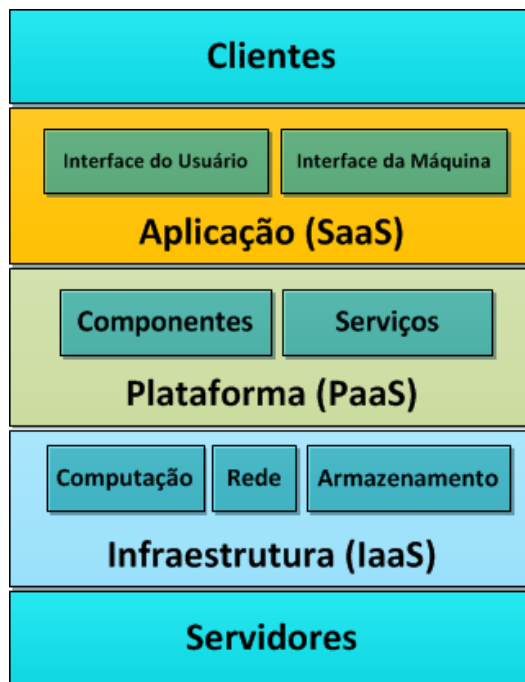 Clientes
Interface do Usuário
Interface da Máquina
Aplicação (SaaS)
Componentes
Serviços
Plataforma (PaaS)
Computação
Rede
Armazenamento
Infraestrutura (IaaS)
Servidores